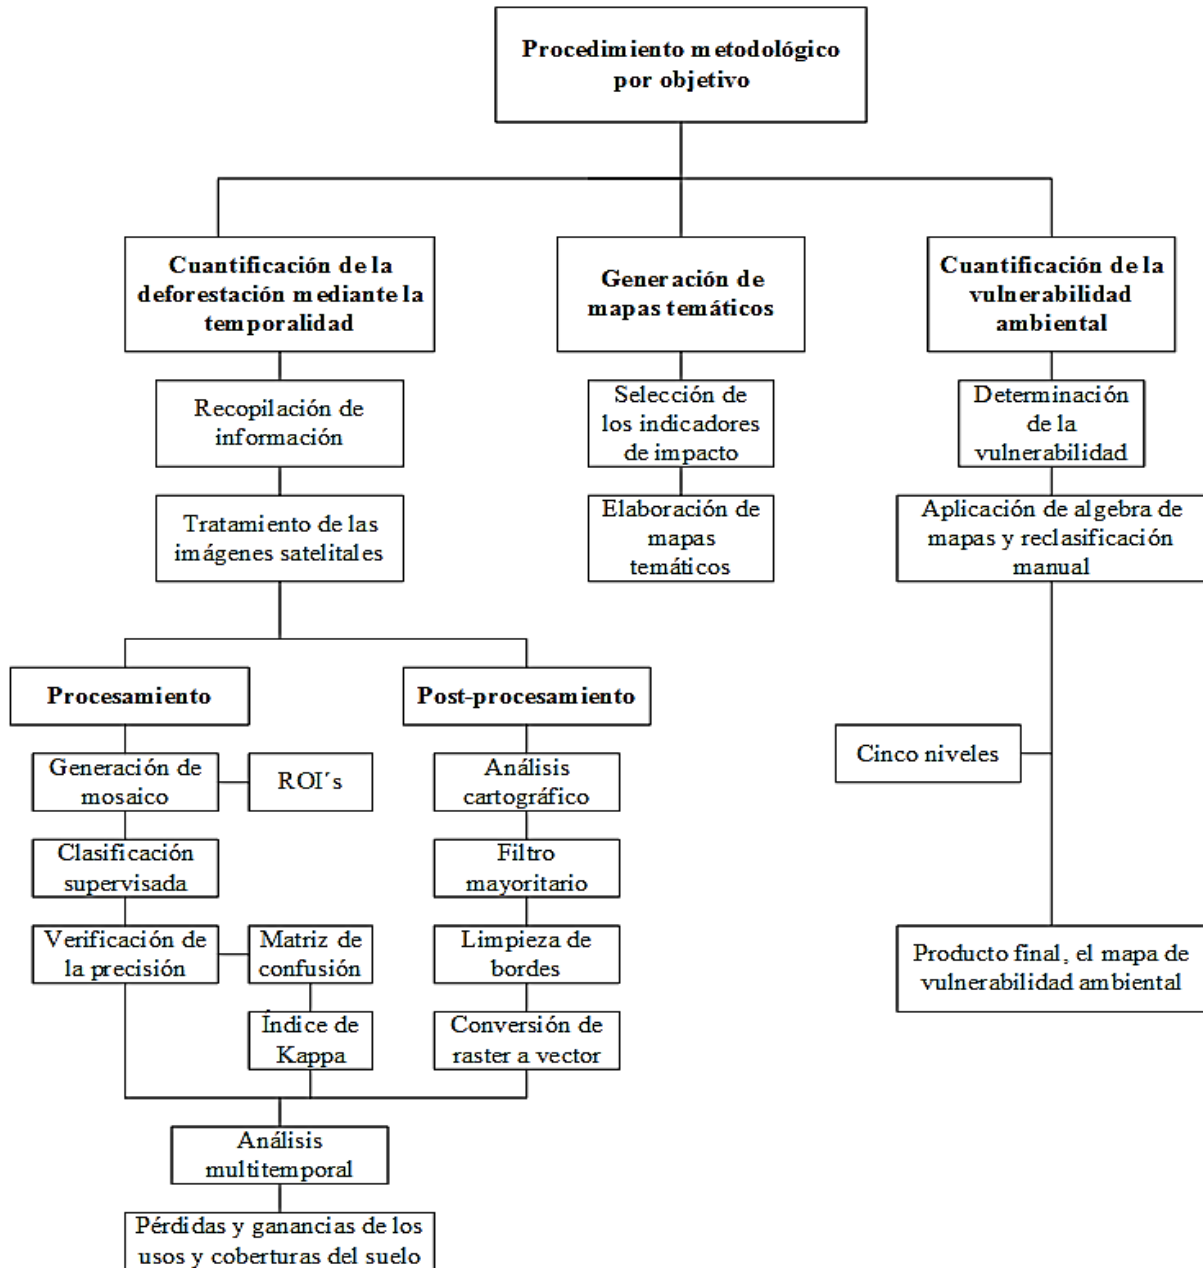 Procedimiento metodológico
por objetivo
Cuantificación de la
deforestación mediante la
temporalidad
Generación de
mapas temáticos
Cuantificación de la
vulnerabilidad
ambiental
Recopilación de
información
Selección de
los indicadores
de impacto
Determinación
de la
vulnerabilidad
Tratamiento de las
imágenes satelitales
Elaboración de
mapas
temáticos
Aplicación de algebra de
mapas y reclasificación
manual
Procesamiento
Post-procesamiento
Generación de
mosaico
ROI´s
Análisis
cartográfico
Cinco niveles
Clasificación
supervisada
Filtro
mayoritario
Verificación de
la precisión
Matriz de
confusión
Limpieza de
bordes
Producto final, el mapa de
vulnerabilidad ambiental
Índice de
Kappa
Conversión de
raster a vector
Análisis
multitemporal
Pérdidas y ganancias de los
usos y coberturas del suelo